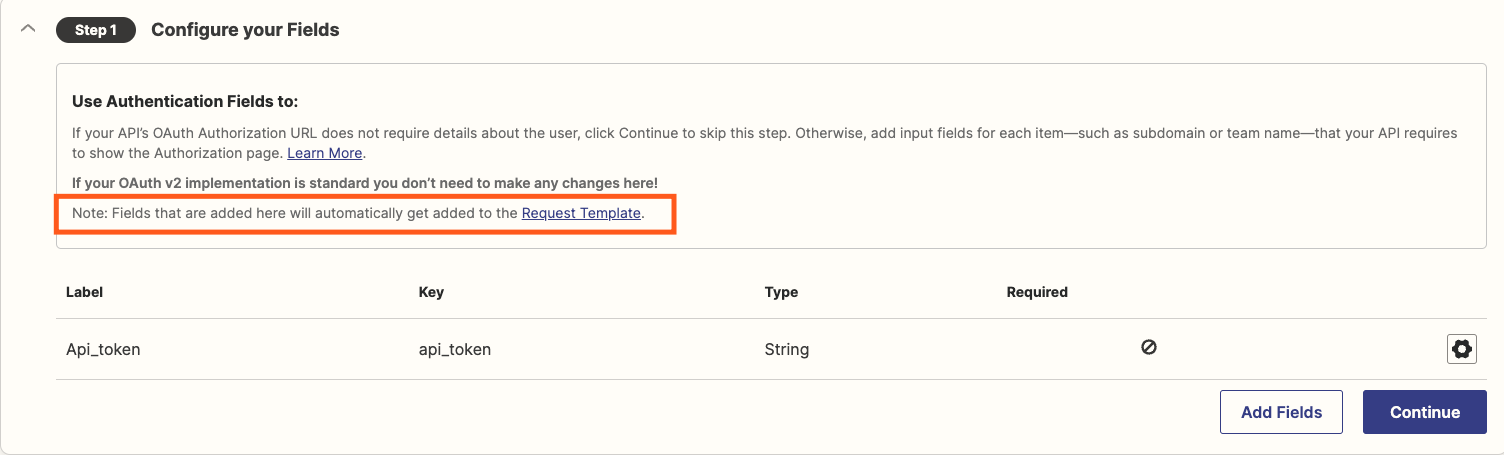 Step 1 Configure your Fields
Use Authentication Fields to:
If your API’s OAuth Authorization URL does not require details about the user, click Continue to skip this step. Otherwise, add input fields for each item—such as subdomain or team name—that your API requires
to show the Authorization page. Learn More.
If your OAuth v2 implementation is standard you don’t need to make any changes here!
Note: Fields that are added here will automatically get added to the Request Template.
Label Key Type Required
Api_token api_token String
Add Fields Continue